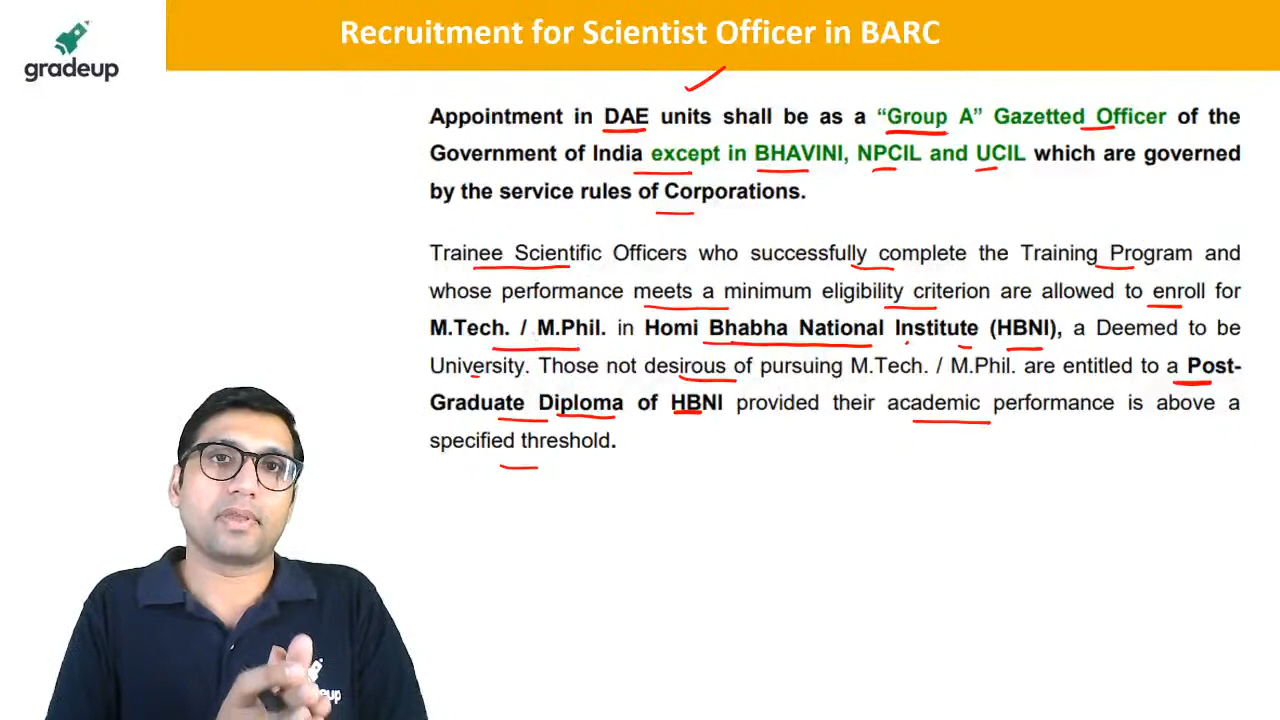 Recruitment for Scientist Officer in BARC
gradeup
Appointment in DAE units shall be as a “Group A” Gazetted Officer of the
Government of India except in BHAVINI, NPCIL and UCIL which are governed
by the service rules of Corporations.
Trainee Scientific Officers who successfully complete the Training Program and
whose performance meets a minimum eligibility criterion are allowed to enroll for
M.Tech. / M.Phil. in Homi Bhabha National Institute (HBNI), a Deemed to be
University. Those not desirous of pursuing M.Tech. / M.Phil. are entitled to a Post-
Graduate Diploma of HBNI provided their academic performance is above a
specified threshold.